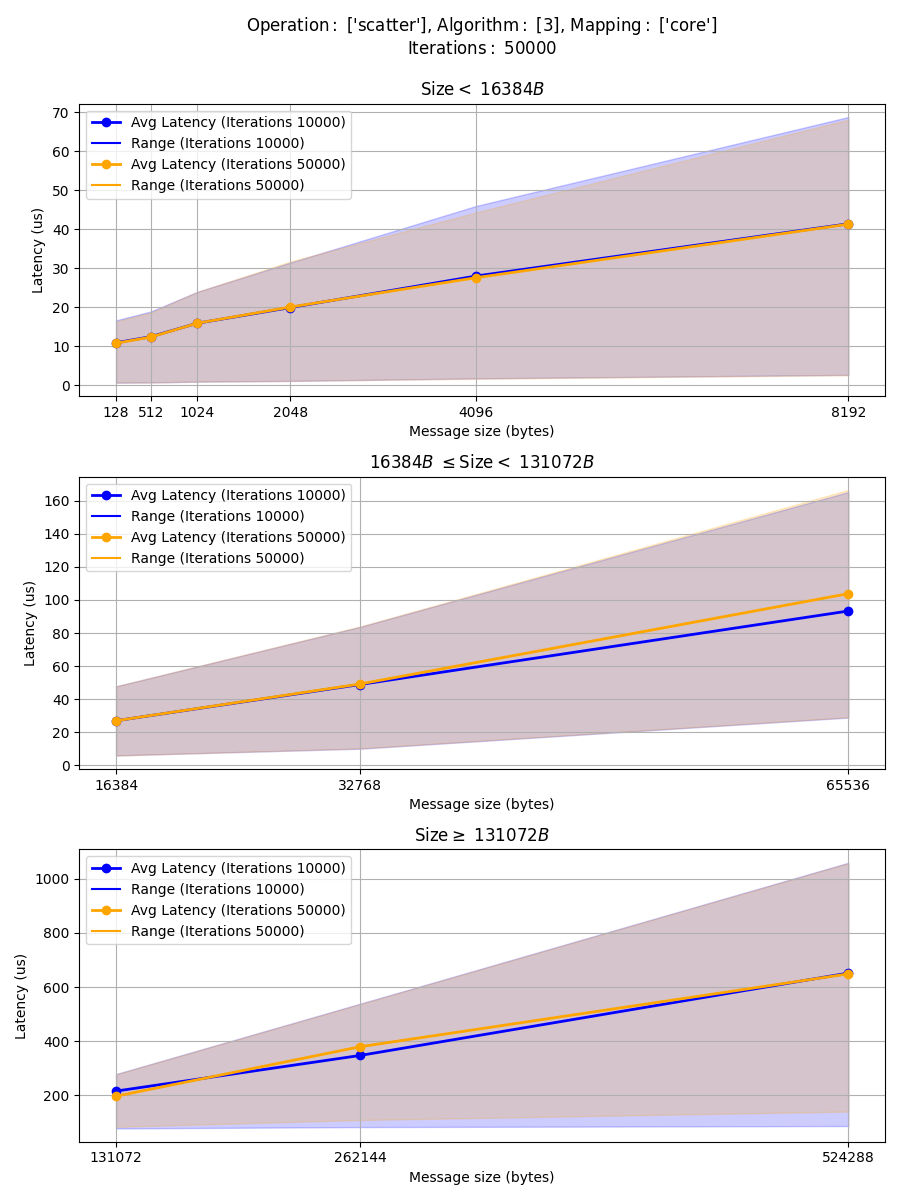 Operation : ['scatter'], Algorithm : [3], Mapping : ['core']
Iterations : 50000
Size < 16384B
70
60
50
40
30
20
10
0
Latency (us)
Avg Latency (Iterations 10000)
Range (Iterations 10000)
Avg Latency (Iterations 50000)
Range (Iterations 50000)
128 512 1024 2048 4096 8192
Message size (bytes)
16384B ≤ Size < 131072B
160
140
120
100
80
60
40
20
0
Latency (us)
Avg Latency (Iterations 10000)
Range (Iterations 10000)
Avg Latency (Iterations 50000)
Range (Iterations 50000)
16384 32768 65536
Message size (bytes)
Size ≥ 131072B
1000
800
600
400
200
Latency (us)
Avg Latency (Iterations 10000)
Range (Iterations 10000)
Avg Latency (Iterations 50000)
Range (Iterations 50000)
131072 262144 524288
Message size (bytes)